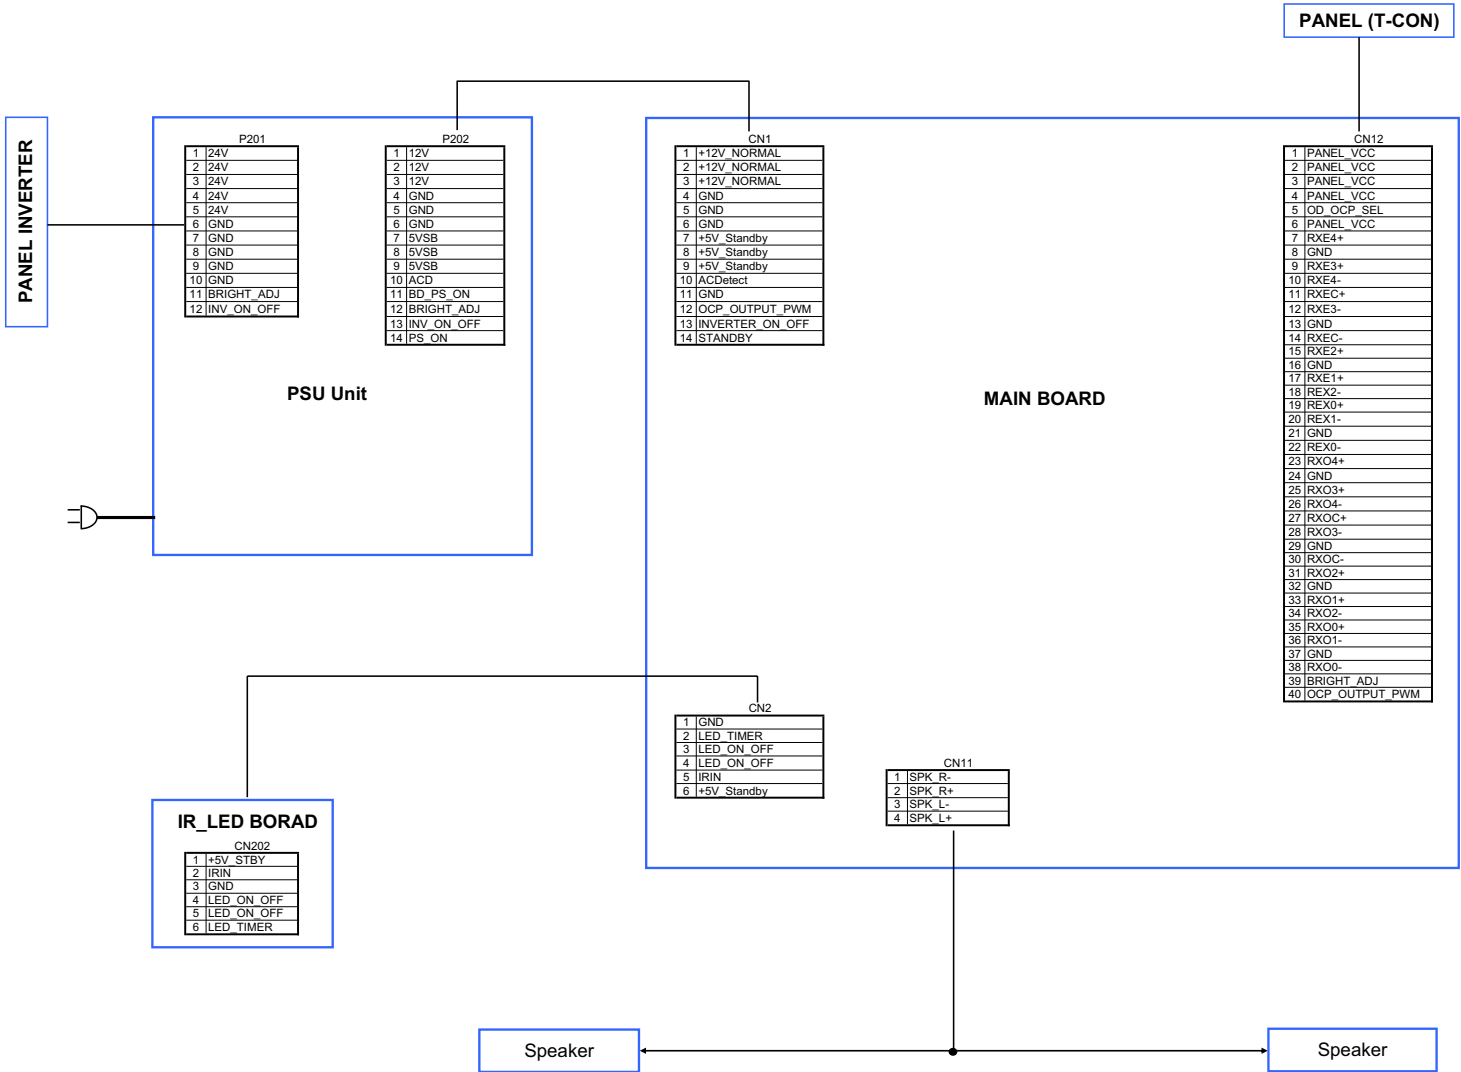 PANEL (T-CON)
PANEL INVERTER
P201
1 24V
2 24V
3 24V
4 24V
5 24V
6 GND
7 GND
8 GND
9 GND
10 GND
11 BRIGHT_ADJ
12 INV_ON_OFF
P202
1 12V
2 12V
3 12V
4 GND
5 GND
6 GND
7 5VSB
8 5VSB
9 5VSB
10 ACD
11 BD_PS_ON
12 BRIGHT_ADJ
13 INV_ON_OFF
14 PS_ON
PSU Unit
CN1
1 +12V_NORMAL
2 +12V_NORMAL
3 +12V_NORMAL
4 GND
5 GND
6 GND
7 +5V_Standby
8 +5V_Standby
9 +5V_Standby
10 ACDetect
11 GND
12 OCP_OUTPUT_PWM
13 INVERTER_ON_OFF
14 STANDBY
MAIN BOARD
CN12
1 PANEL_VCC
2 PANEL_VCC
3 PANEL_VCC
4 PANEL_VCC
5 OD_OCP_SEL
6 PANEL_VCC
7 RXE4+
8 GND
9 RXE3+
10 RXE4-
11 RXEC+
12 RXE3-
13 GND
14 RXEC-
15 RXE2+
16 GND
17 RXE1+
18 REX2-
19 REX0+
20 REX1-
21 GND
22 REX0-
23 RXO4+
24 GND
25 RXO3+
26 RXO4-
27 RXOC+
28 RXO3-
29 GND
30 RXOC-
31 RXO2+
32 GND
33 RXO1+
34 RXO2-
35 RXO0+
36 RXO1-
37 GND
38 RXO0-
39 BRIGHT_ADJ
40 OCP_OUTPUT_PWM
CN2
1 GND
2 LED_TIMER
3 LED_ON_OFF
4 LED_ON_OFF
5 IRIN
6 +5V_Standby
CN11
1 SPK_R-
2 SPK_R+
3 SPK_L-
4 SPK_L+
IR_LED BORAD
CN202
1 +5V_STBY
2 IRIN
3 GND
4 LED_ON_OFF
5 LED_ON_OFF
6 LED_TIMER
Speaker
Speaker